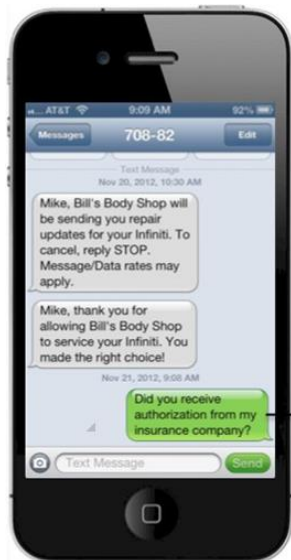 AT&T 9:09 AM 92%
Messages 708-82 Edit
Text Message
Nov 20, 2012, 10:30 AM
Mike, Bill's Body Shop will
be sending you repair
updates for your Infiniti. To
cancel, reply STOP.
Message/Data rates may
apply.
Mike, thank you for
allowing Bill's Body Shop
to service your Infiniti. You
made the right choice!
Nov 21, 2012, 9:08 AM
Did you receive
authorization from my
insurance company?
Text Message Send